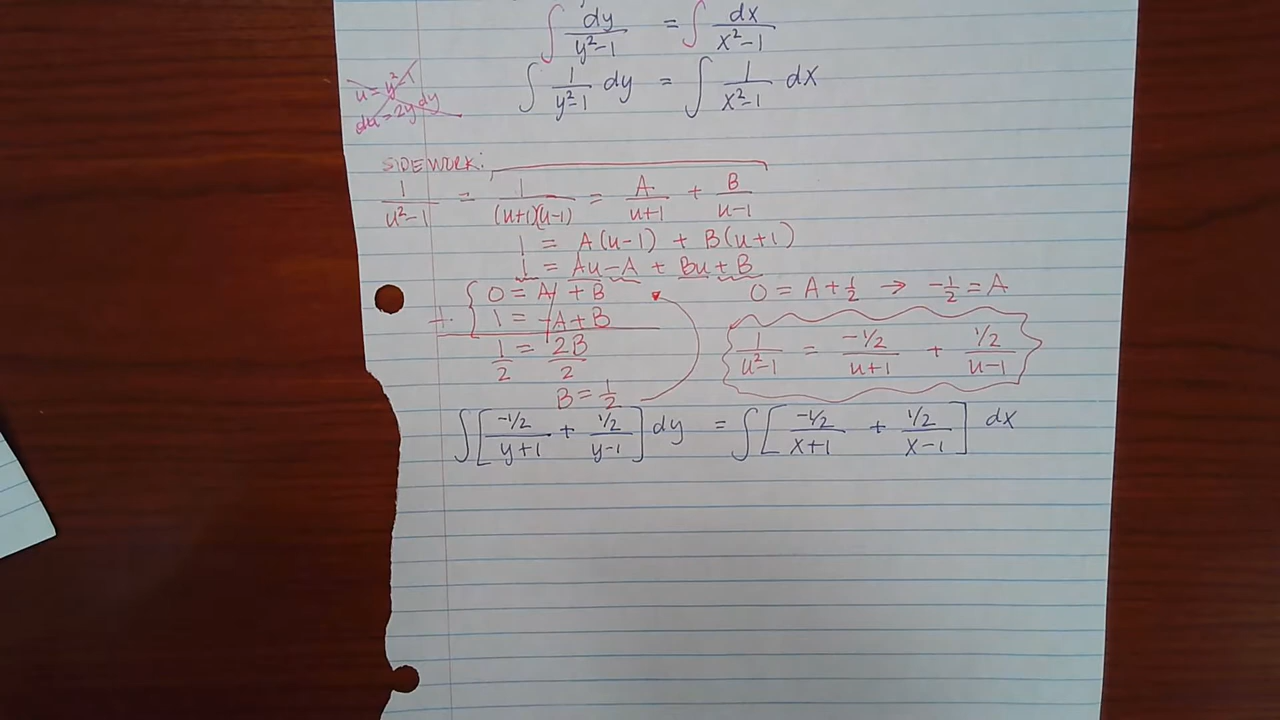 ∫ dy/(y²-1) = ∫ dx/(x²-1)
∫ 1/(y²-1) dy = ∫ 1/(x²-1) dx
u = y²-1
du = 2y dy
SIDEWORK:
1/(u²-1) = 1/((u+1)(u-1)) = A/(u+1) + B/(u-1)
1 = A(u-1) + B(u+1)
1 = Au-A + Bu+B
0 = A + B
0 = A + 1/2 → -1/2 = A
+ 1 = -A+B
1/2 = 2B/2
1/(u²-1) = (-1/2)/(u+1) + (1/2)/(u-1)
B = 1/2
∫[(-1/2)/(y+1) + (1/2)/(y-1)] dy = ∫[(-1/2)/(x+1) + (1/2)/(x-1)] dx